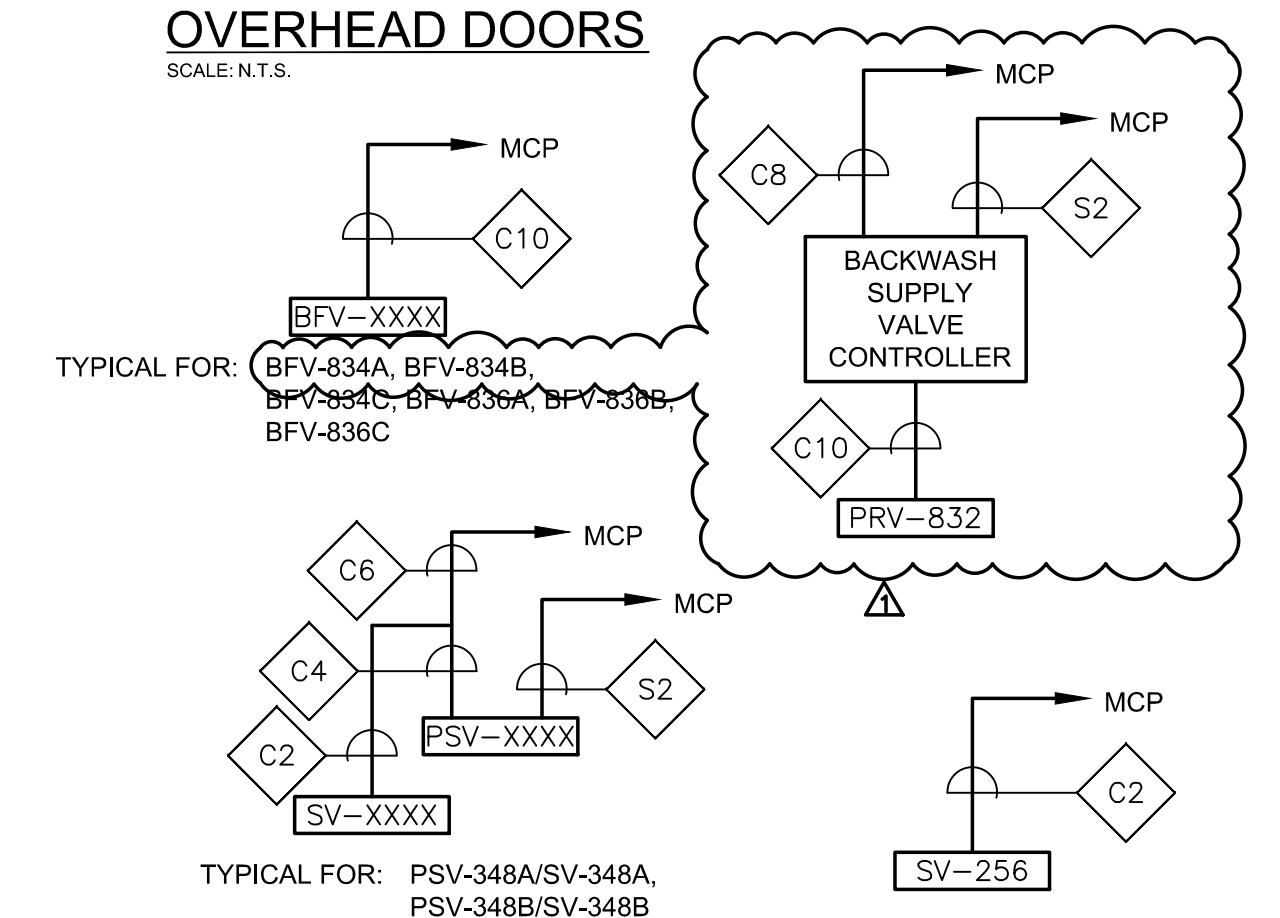 OVERHEAD DOORS
SCALE: N.T.S.
MCP
C10
BFV-XXXX
TYPICAL FOR: BFV-834A, BFV-834B,
BFV-834C, BFV-836A, BFV-836B,
BFV-836C
MCP
MCP
C8
S2
BACKWASH
SUPPLY
VALVE
CONTROLLER
C10
PRV-832
1
MCP
C6
MCP
C4
S2
PSV-XXXX
C2
SV-XXXX
TYPICAL FOR: PSV-348A/SV-348A,
PSV-348B/SV-348B
MCP
C2
SV-256